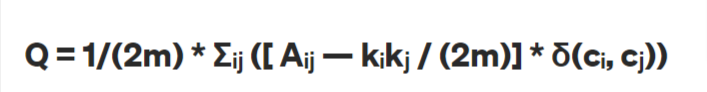 Q = 1/(2m) * Σᵢⱼ ([ Aᵢⱼ — kᵢkⱼ / (2m)] * δ(cᵢ, cⱼ))